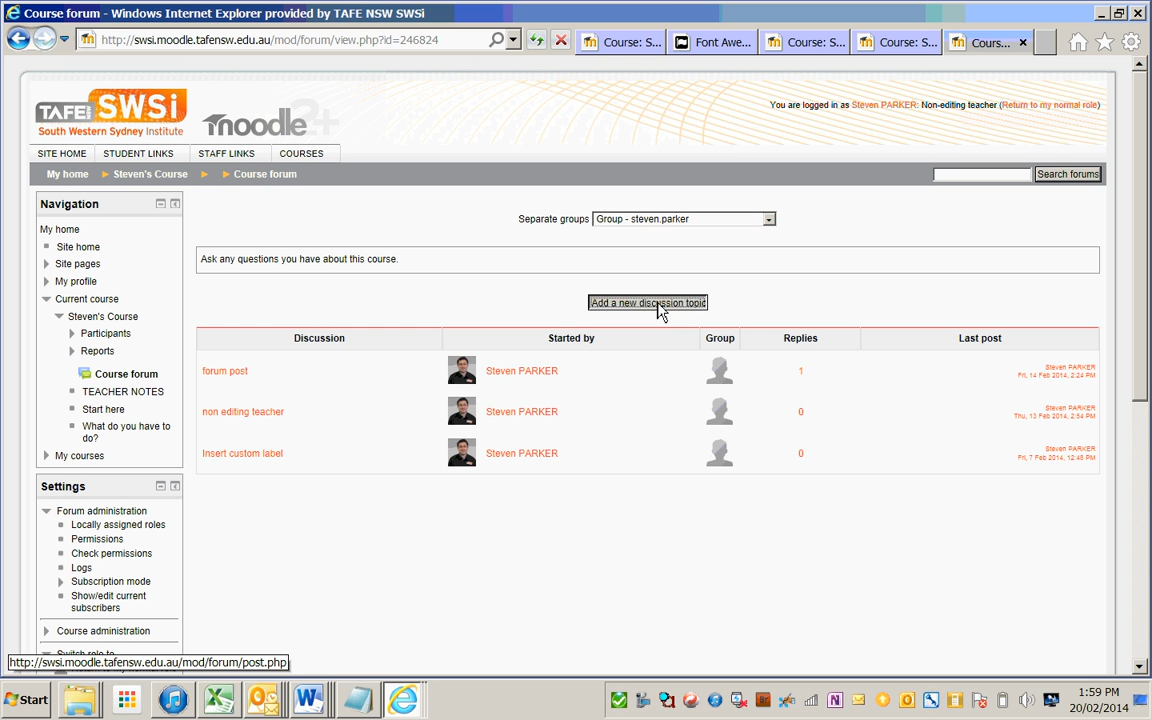 Course forum - Windows Internet Explorer provided by TAFE NSW SWSi
http://swsi.moodle.tafensw.edu.au/mod/forum/view.php?id=246824
Course: S...
Font Awe...
Course: S...
Course: S...
Cours...
TAFE NSW SWSi
South Western Sydney Institute
moodle 2+
You are logged in as Steven PARKER: Non-editing teacher (Return to my normal role)
SITE HOME STUDENT LINKS STAFF LINKS COURSES
My home Steven's Course Course forum
Search forums
Navigation
My home
Site home
Site pages
My profile
Current course
Steven's Course
Participants
Reports
Course forum
TEACHER NOTES
Start here
What do you have to
do?
My courses
Settings
Forum administration
Locally assigned roles
Permissions
Check permissions
Logs
Subscription mode
Show/edit current
subscribers
Course administration
Switch role to...
Separate groups Group - steven.parker
Ask any questions you have about this course.
Add a new discussion topic
Discussion Started by Group Replies Last post
forum post Steven PARKER 1 Steven PARKER
Fri, 14 Feb 2014, 2:24 PM
non editing teacher Steven PARKER 0 Steven PARKER
Thu, 13 Feb 2014, 2:54 PM
Insert custom label Steven PARKER 0 Steven PARKER
Fri, 7 Feb 2014, 12:48 PM
http://swsi.moodle.tafensw.edu.au/mod/forum/post.php
Start
1:59 PM
20/02/2014